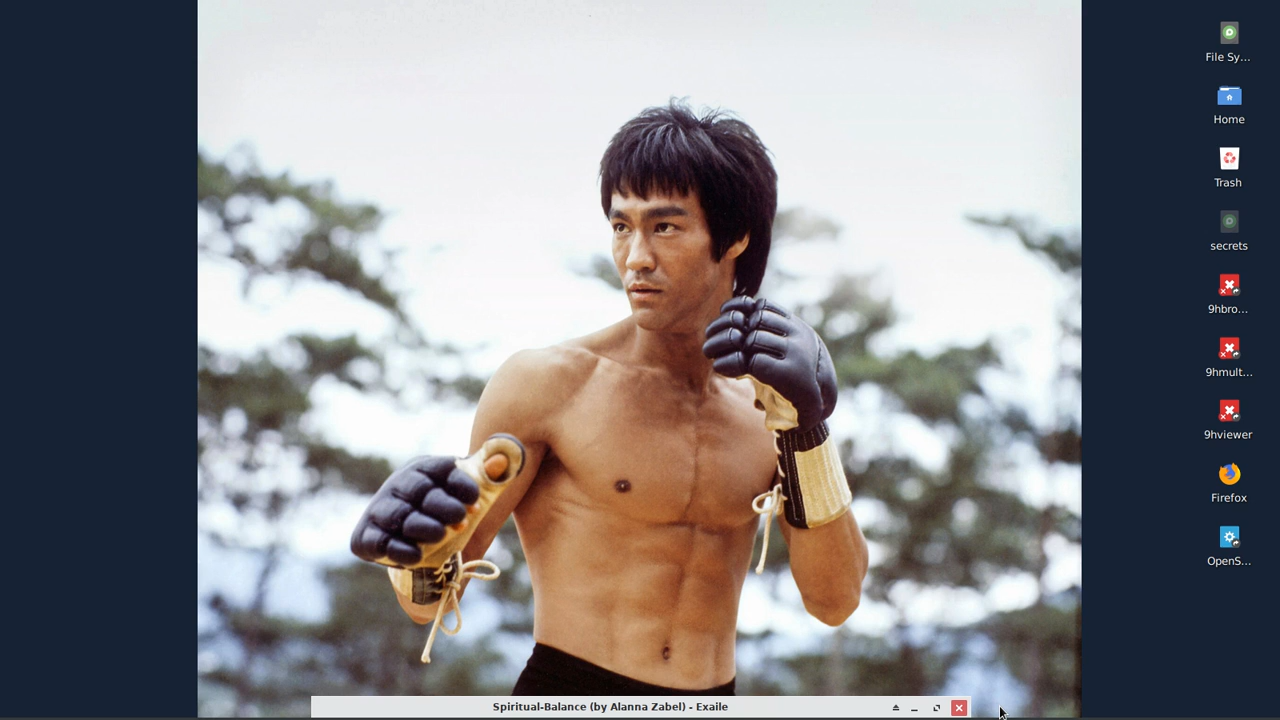 File Sy...
Home
Trash
secrets
9hbro...
9hmult...
9hviewer
Firefox
OpenS...
Spiritual-Balance (by Alanna Zabel) - Exaile